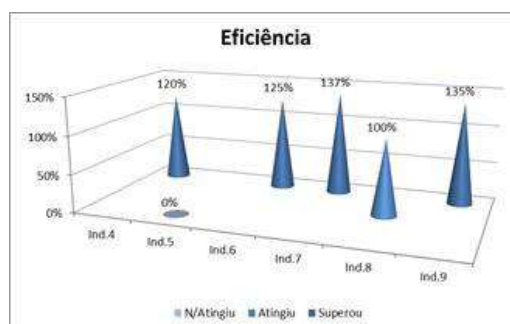 Eficiência
150%
100%
50%
0%
120%
125%
137%
100%
135%
0%
Ind.4
Ind.5
Ind.6
Ind.7
Ind.8
Ind.9
N/Atingiu Atingiu Superou